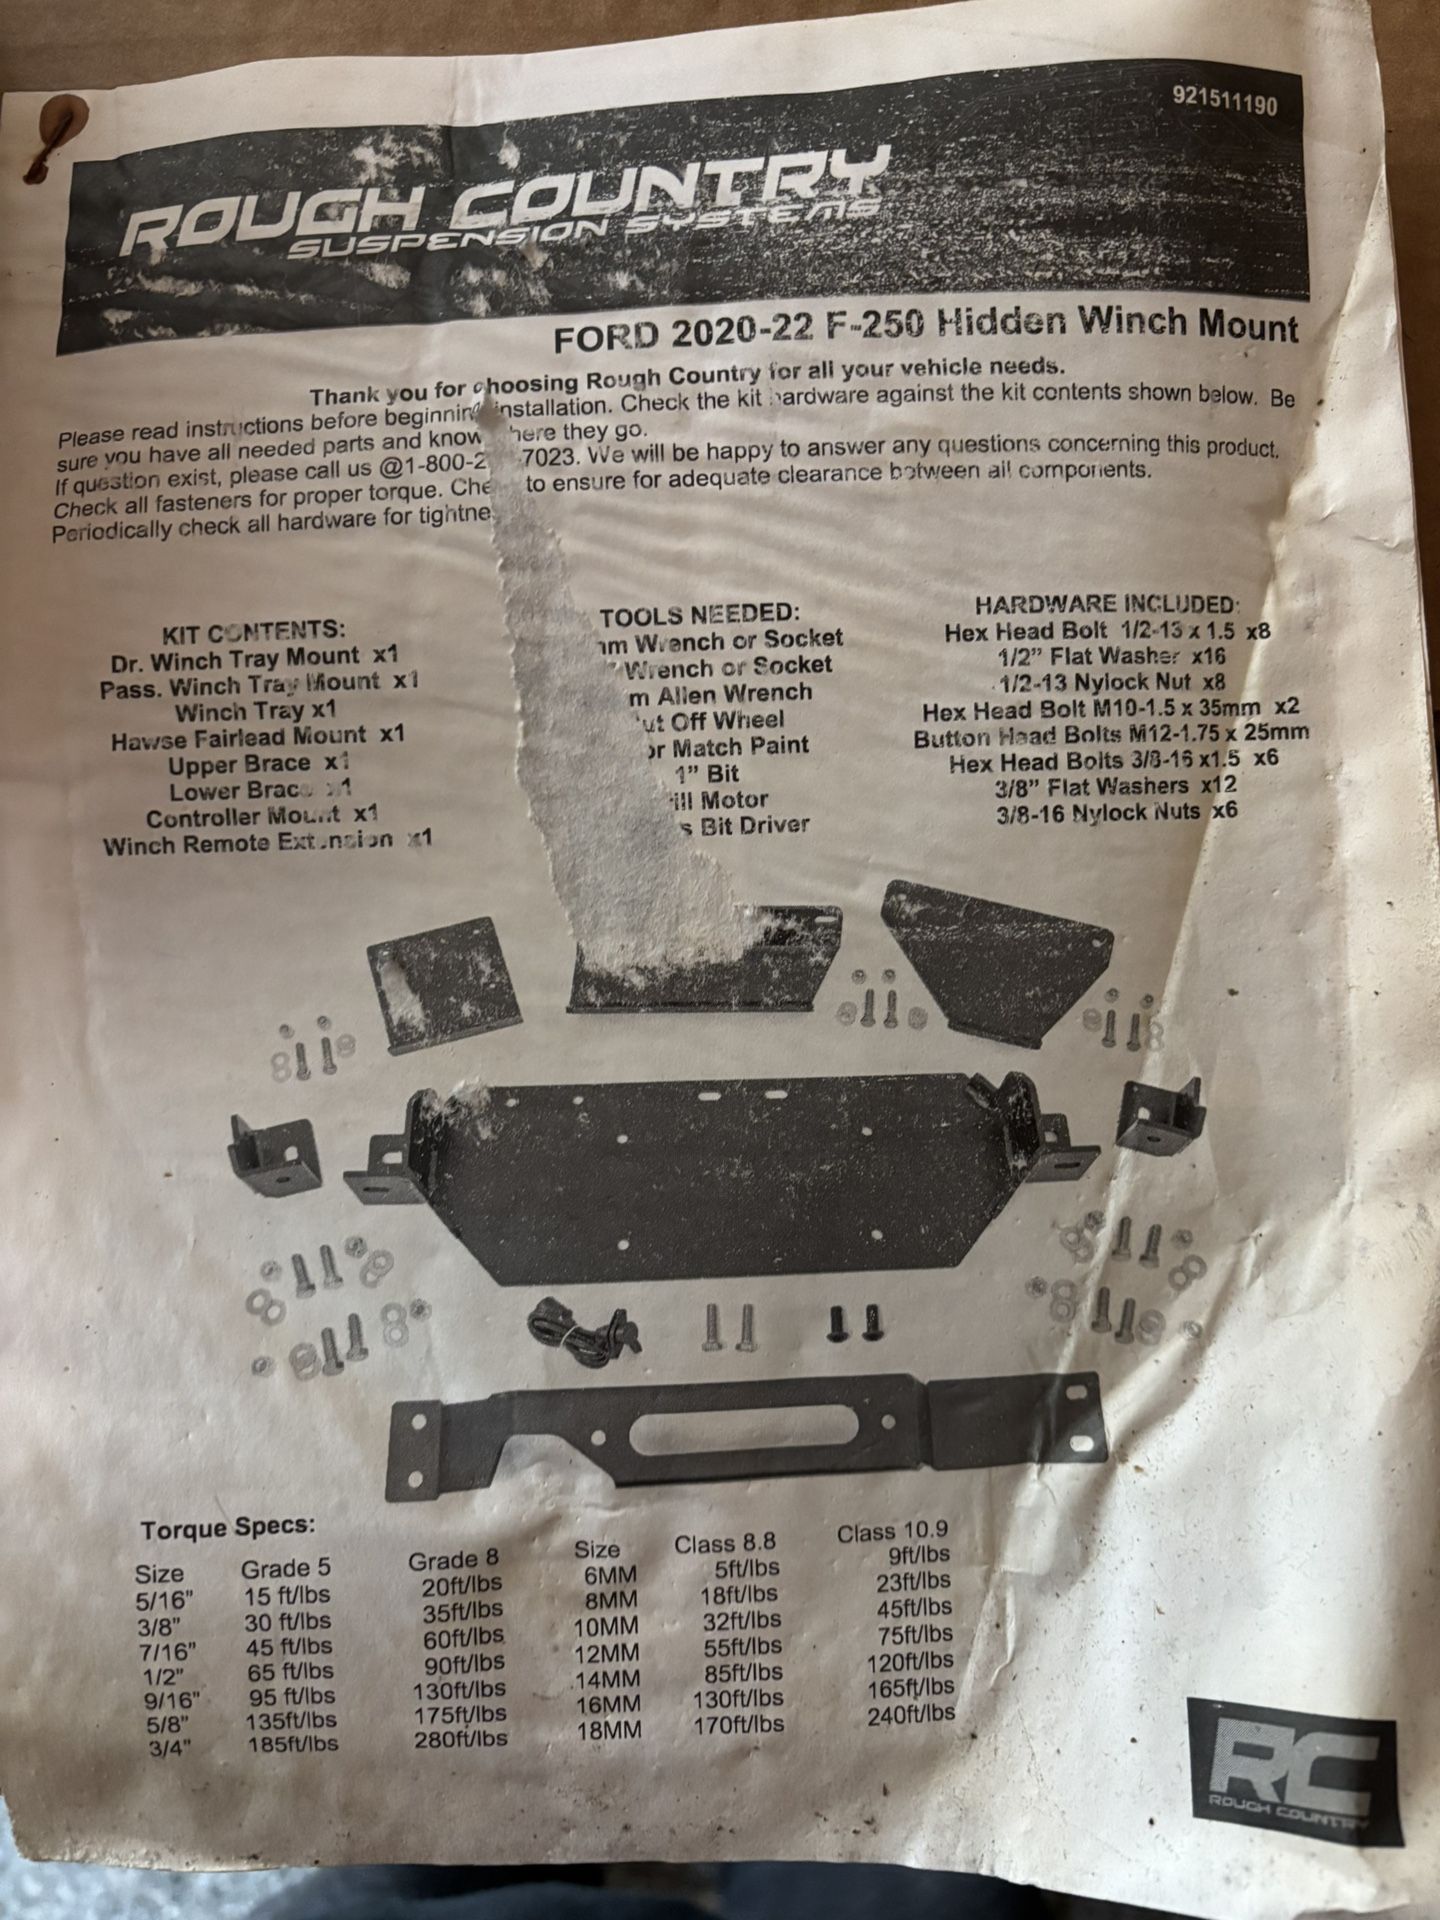 921511190
ROUGH COUNTRY
SUSPENSION SYSTEMS
FORD 2020-22 F-250 Hidden Winch Mount
Thank you for choosing Rough Country for all your vehicle needs.
Please read instructions before beginning installation. Check the kit hardware against the kit contents shown below. Be
sure you have all needed parts and know here they go.
If question exist, please call us @1-800-2 7023. We will be happy to answer any questions concerning this product.
Check all fasteners for proper torque. Che to ensure for adequate clearance between all components.
Periodically check all hardware for tightne
KIT CONTENTS:
Dr. Winch Tray Mount x1
Pass. Winch Tray Mount x1
Winch Tray x1
Hawse Fairlead Mount x1
Upper Brace x1
Lower Brace x1
Controller Mount x1
Winch Remote Extension x1
TOOLS NEEDED:
mm Wrench or Socket
" Wrench or Socket
m Allen Wrench
ut Off Wheel
or Match Paint
1" Bit
ill Motor
s Bit Driver
HARDWARE INCLUDED:
Hex Head Bolt 1/2-13 x 1.5 x8
1/2" Flat Washer x16
1/2-13 Nylock Nut x8
Hex Head Bolt M10-1.5 x 35mm x2
Button Head Bolts M12-1.75 x 25mm
Hex Head Bolts 3/8-16 x1.5 x6
3/8" Flat Washers x12
3/8-16 Nylock Nuts x6
Torque Specs:
Size Grade 5 Grade 8 Size Class 8.8 Class 10.9
5/16" 15 ft/lbs 20ft/lbs 6MM 5ft/lbs 9ft/lbs
3/8" 30 ft/lbs 35ft/lbs 8MM 18ft/lbs 23ft/lbs
7/16" 45 ft/lbs 60ft/lbs 10MM 32ft/lbs 45ft/lbs
1/2" 65 ft/lbs 90ft/lbs 12MM 55ft/lbs 75ft/lbs
9/16" 95 ft/lbs 130ft/lbs 14MM 85ft/lbs 120ft/lbs
5/8" 135ft/lbs 175ft/lbs 16MM 130ft/lbs 165ft/lbs
3/4" 185ft/lbs 280ft/lbs 18MM 170ft/lbs 240ft/lbs
RC
ROUGH COUNTRY